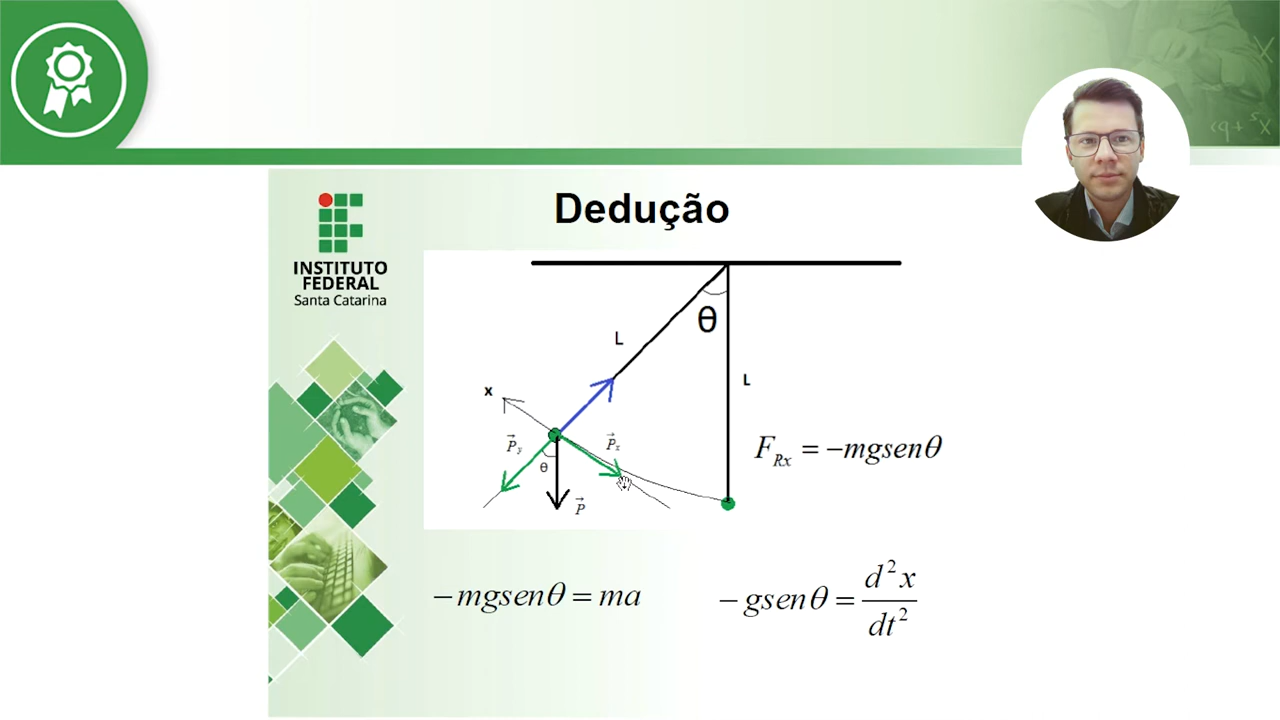 Dedução
INSTITUTO
FEDERAL
Santa Catarina
θ
L
L
x
P⃗y
P⃗x
θ
P⃗
F_Rx = −mgsenθ
− mgsenθ = ma
− gsenθ = d²x/dt²